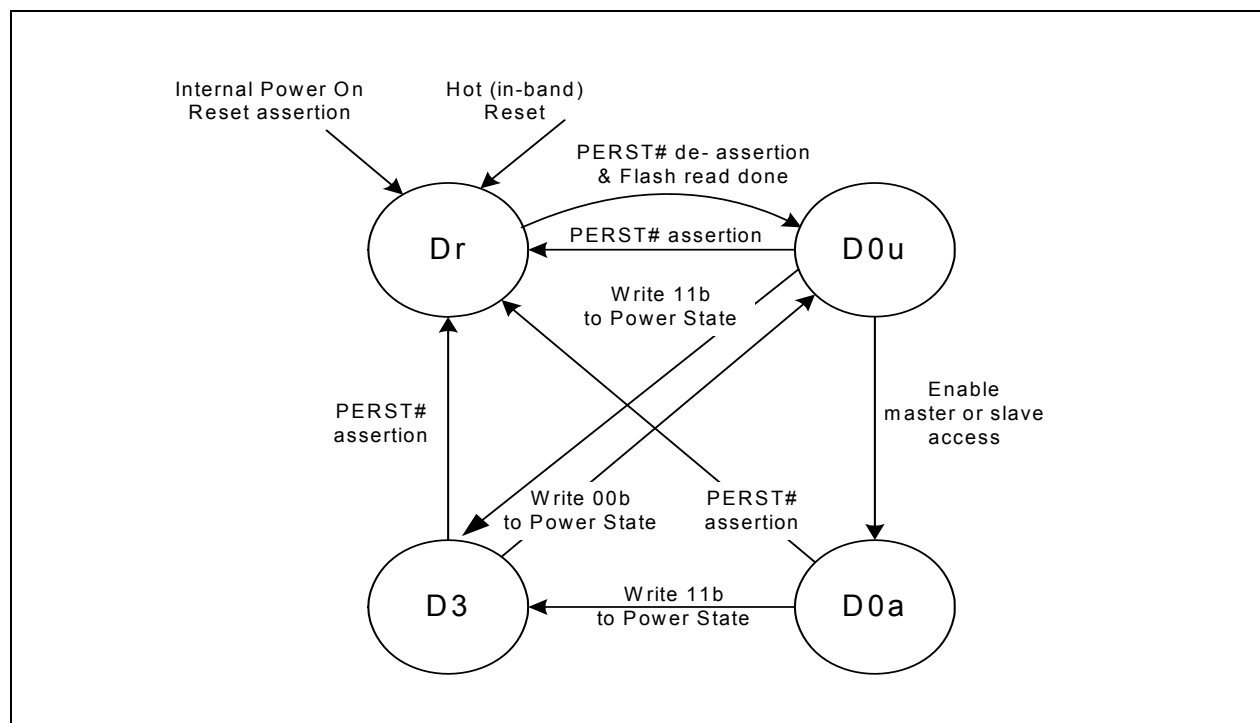 Internal Power On
Reset assertion
Hot (in-band)
Reset
PERST# de- assertion
& Flash read done
Dr
PERST# assertion
D0u
Write 11b
to Power State
PERST#
assertion
Enable
master or slave
access
Write 00b
to Power State
PERST#
assertion
D3
Write 11b
to Power State
D0a